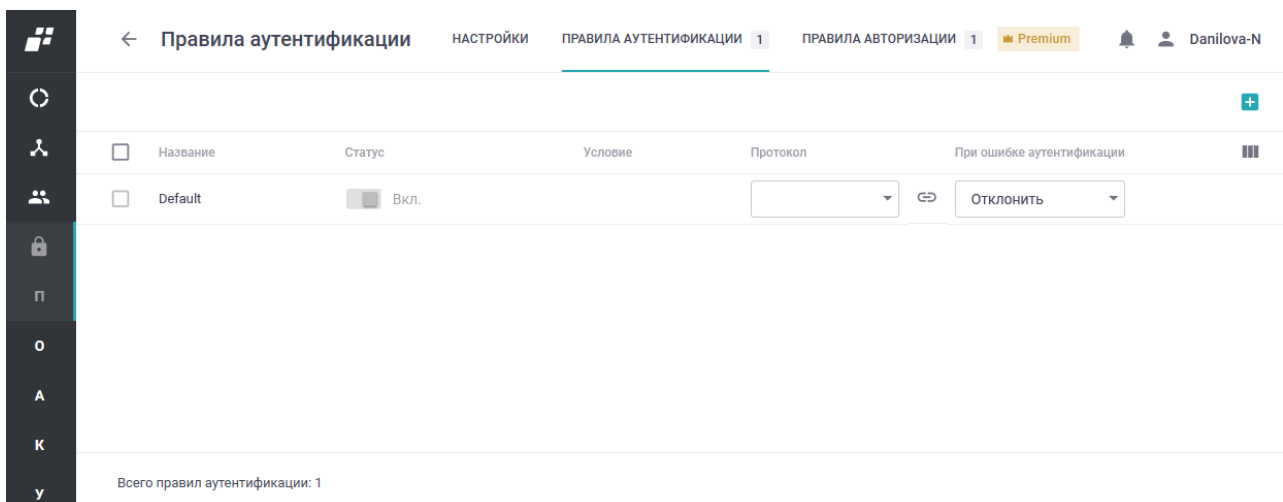 Правила аутентификации НАСТРОЙКИ ПРАВИЛА АУТЕНТИФИКАЦИИ 1 ПРАВИЛА АВТОРИЗАЦИИ 1 Premium Danilova-N
Название Статус Условие Протокол При ошибке аутентификации
Default Вкл. Отклонить
П
О
А
К
У
Всего правил аутентификации: 1